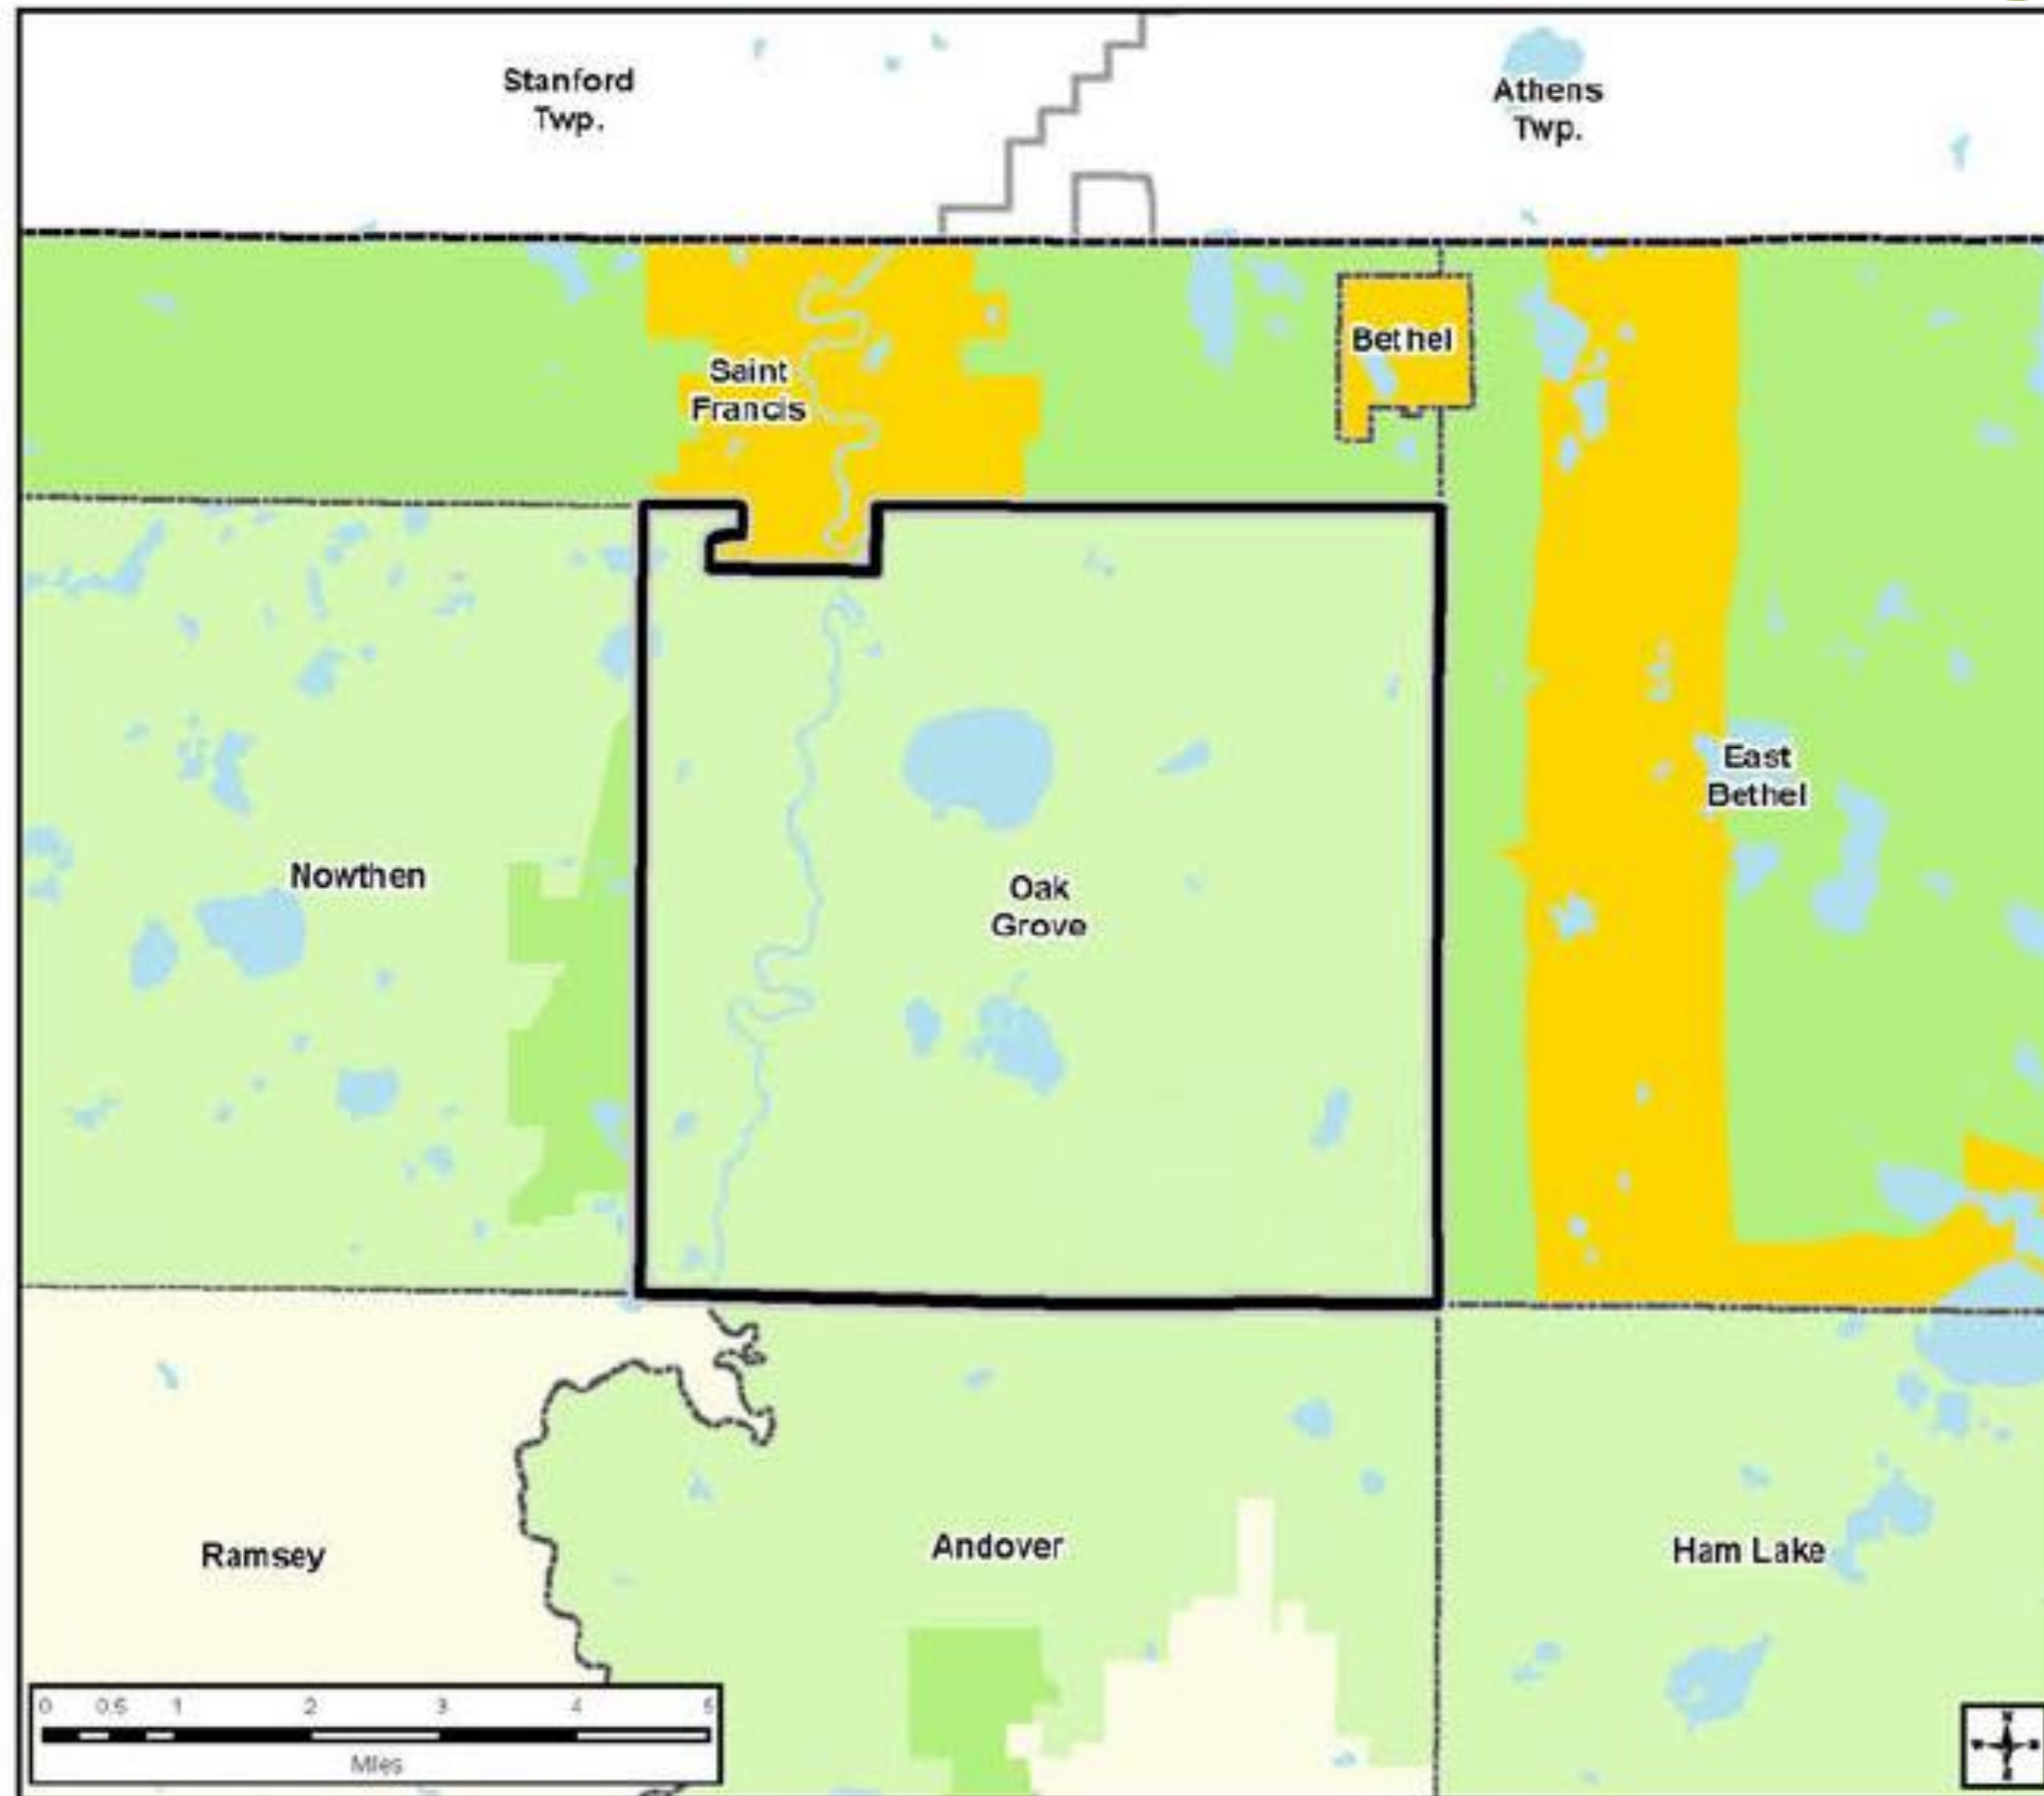 Stanford
Twp.
Athens
Twp.
Bethel
Saint
Francis
East
Bethel
Nowthen
Oak
Grove
Ramsey
Andover
Ham Lake
0 0.5 1 2 3 4 5
Miles
N